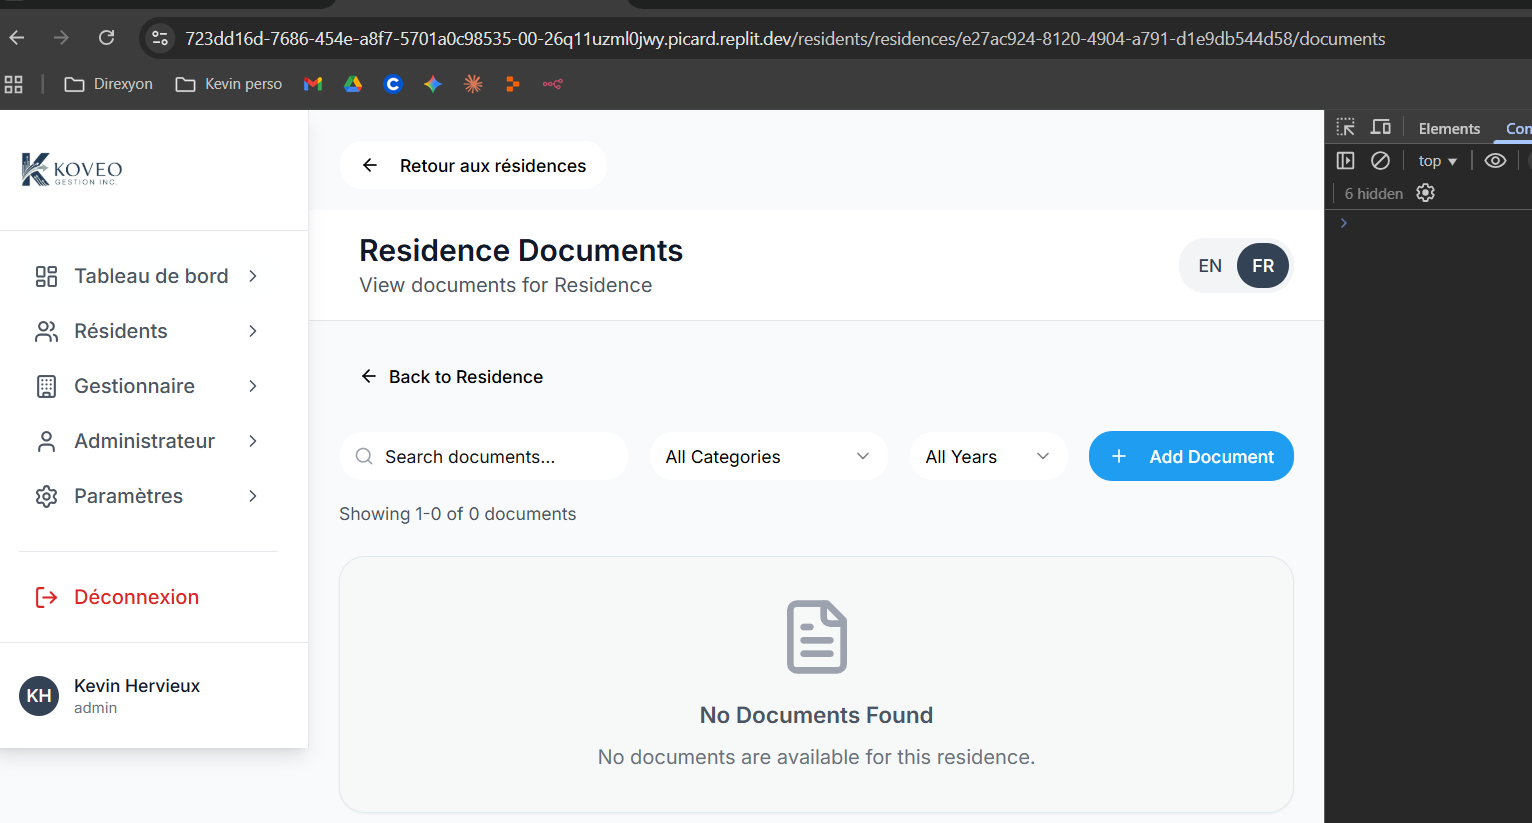 723dd16d-7686-454e-a8f7-5701a0c98535-00-26q11uzml0jwy.picard.replit.dev/residents/residences/e27ac924-8120-4904-a791-d1e9db544d58/documents
Direxyon
Kevin perso
KOVEO
GESTION INC.
Tableau de bord
Résidents
Gestionnaire
Administrateur
Paramètres
Déconnexion
KH
Kevin Hervieux
admin
Retour aux résidences
Residence Documents
View documents for Residence
EN FR
Back to Residence
Search documents...
All Categories
All Years
Add Document
Showing 1-0 of 0 documents
No Documents Found
No documents are available for this residence.
Elements
Con
top
6 hidden